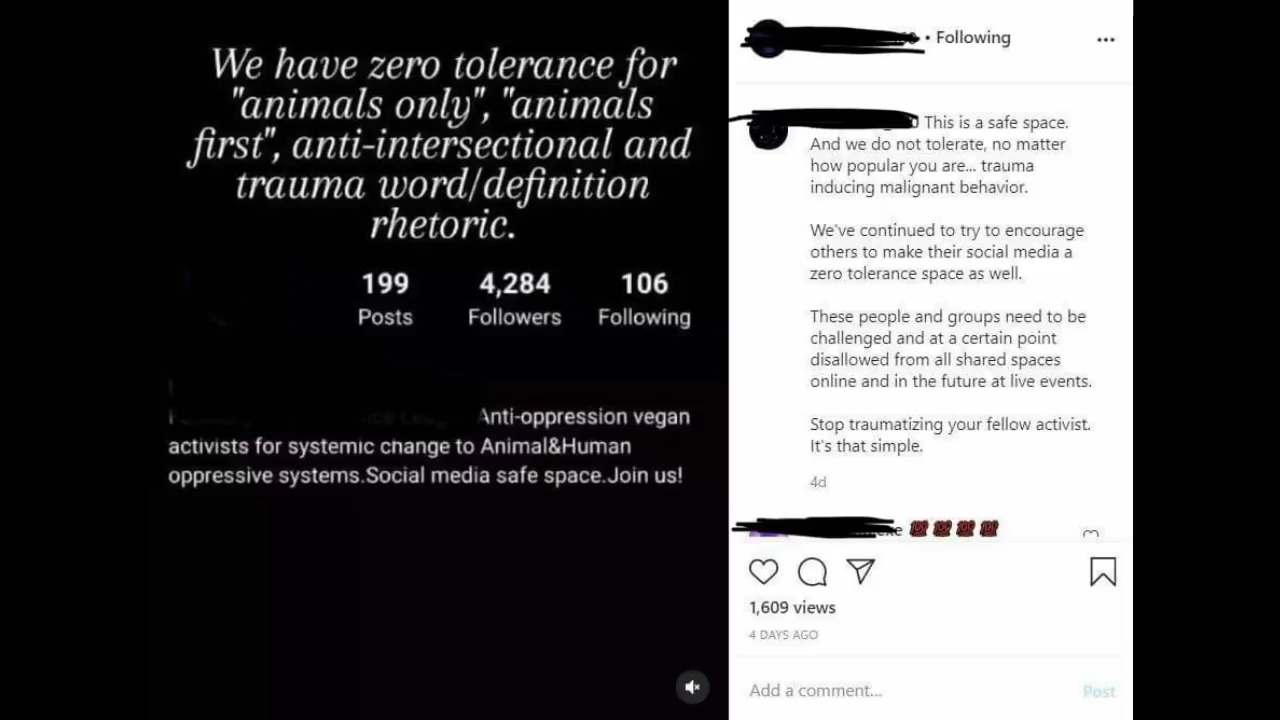 We have zero tolerance for
"animals only", "animals
first", anti-intersectional and
trauma word/definition
rhetoric.
199 4,284 106
Posts Followers Following
Anti-oppression vegan
activists for systemic change to Animal&Human
oppressive systems.Social media safe space.Join us!
• Following
This is a safe space.
And we do not tolerate, no matter
how popular you are... trauma
inducing malignant behavior.
We've continued to try to encourage
others to make their social media a
zero tolerance space as well.
These people and groups need to be
challenged and at a certain point
disallowed from all shared spaces
online and in the future at live events.
Stop traumatizing your fellow activist.
It's that simple.
4d
💯 💯 💯 💯
1,609 views
4 DAYS AGO
Add a comment... Post